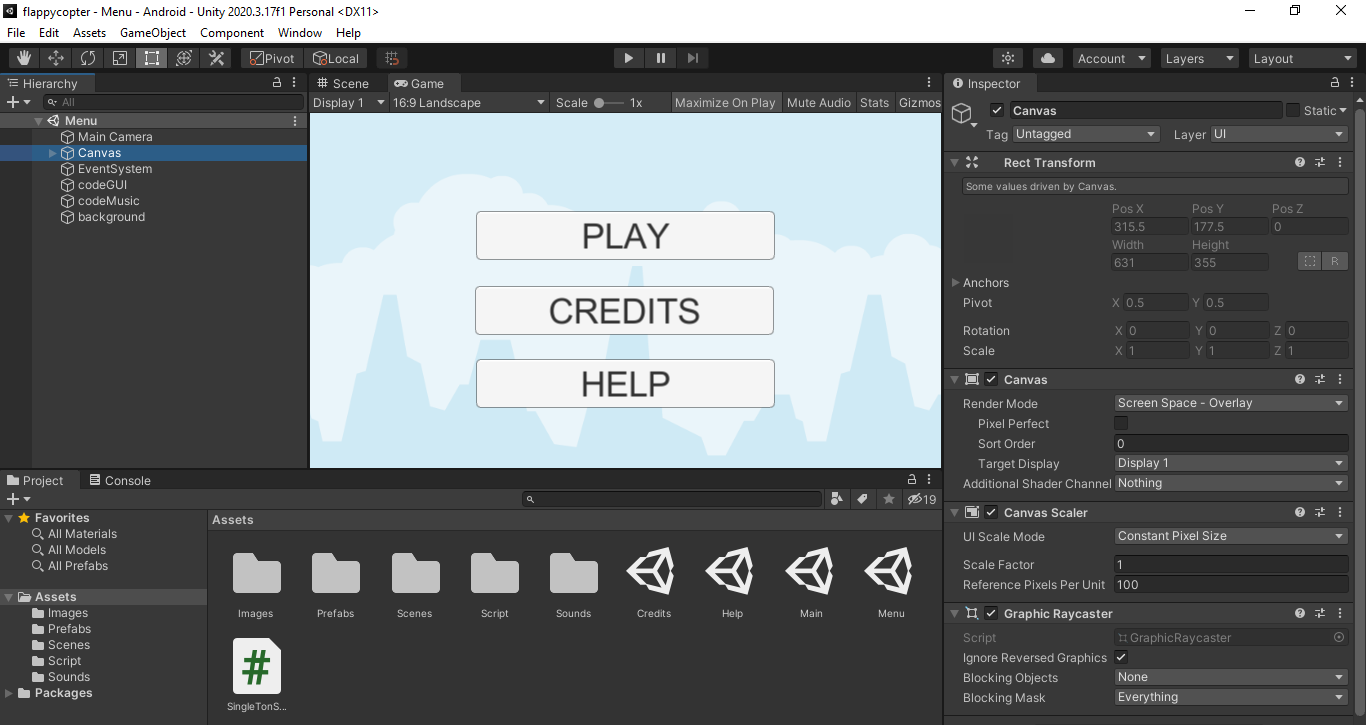 flappycopter - Menu - Android - Unity 2020.3.17f1 Personal <DX11>
File Edit Assets GameObject Component Window Help
Pivot Local Account Layers Layout
Hierarchy
All
Menu
Main Camera
Canvas
EventSystem
codeGUI
codeMusic
background
Scene Game
Display 1 16:9 Landscape Scale 1x Maximize On Play Mute Audio Stats Gizmos
PLAY
CREDITS
HELP
Project Console
19
Favorites
All Materials
All Models
All Prefabs
Assets
Images
Prefabs
Scenes
Script
Sounds
Packages
Assets
Images Prefabs Scenes Script Sounds Credits Help Main Menu
#
SingleTonS...
Inspector
Canvas Static
Tag Untagged Layer UI
Rect Transform
Some values driven by Canvas.
Pos X Pos Y Pos Z
315.5 177.5 0
Width Height
631 355 R
Anchors
Pivot X 0.5 Y 0.5
Rotation X 0 Y 0 Z 0
Scale X 1 Y 1 Z 1
Canvas
Render Mode Screen Space - Overlay
Pixel Perfect
Sort Order 0
Target Display Display 1
Additional Shader Channel Nothing
Canvas Scaler
UI Scale Mode Constant Pixel Size
Scale Factor 1
Reference Pixels Per Unit 100
Graphic Raycaster
Script GraphicRaycaster
Ignore Reversed Graphics
Blocking Objects None
Blocking Mask Everything